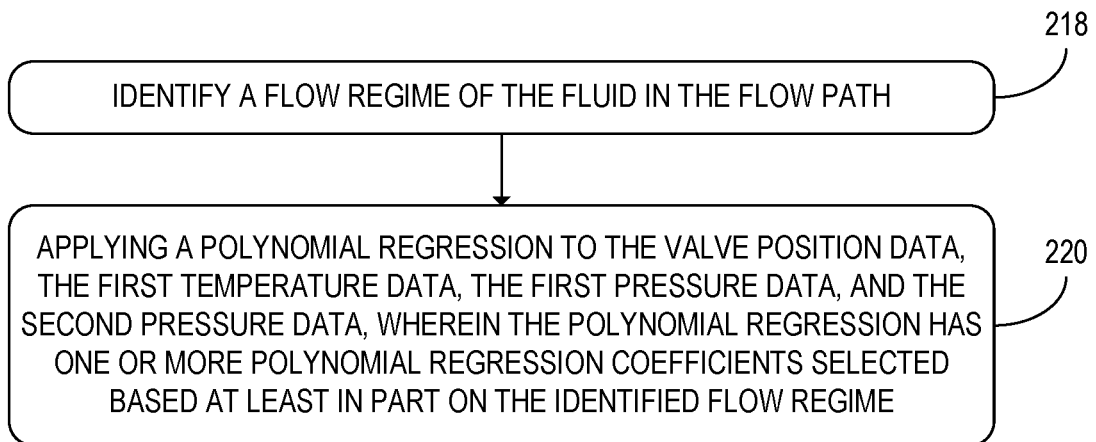 218
IDENTIFY A FLOW REGIME OF THE FLUID IN THE FLOW PATH
APPLYING A POLYNOMIAL REGRESSION TO THE VALVE POSITION DATA,
THE FIRST TEMPERATURE DATA, THE FIRST PRESSURE DATA, AND THE
SECOND PRESSURE DATA, WHEREIN THE POLYNOMIAL REGRESSION HAS
ONE OR MORE POLYNOMIAL REGRESSION COEFFICIENTS SELECTED
BASED AT LEAST IN PART ON THE IDENTIFIED FLOW REGIME
220